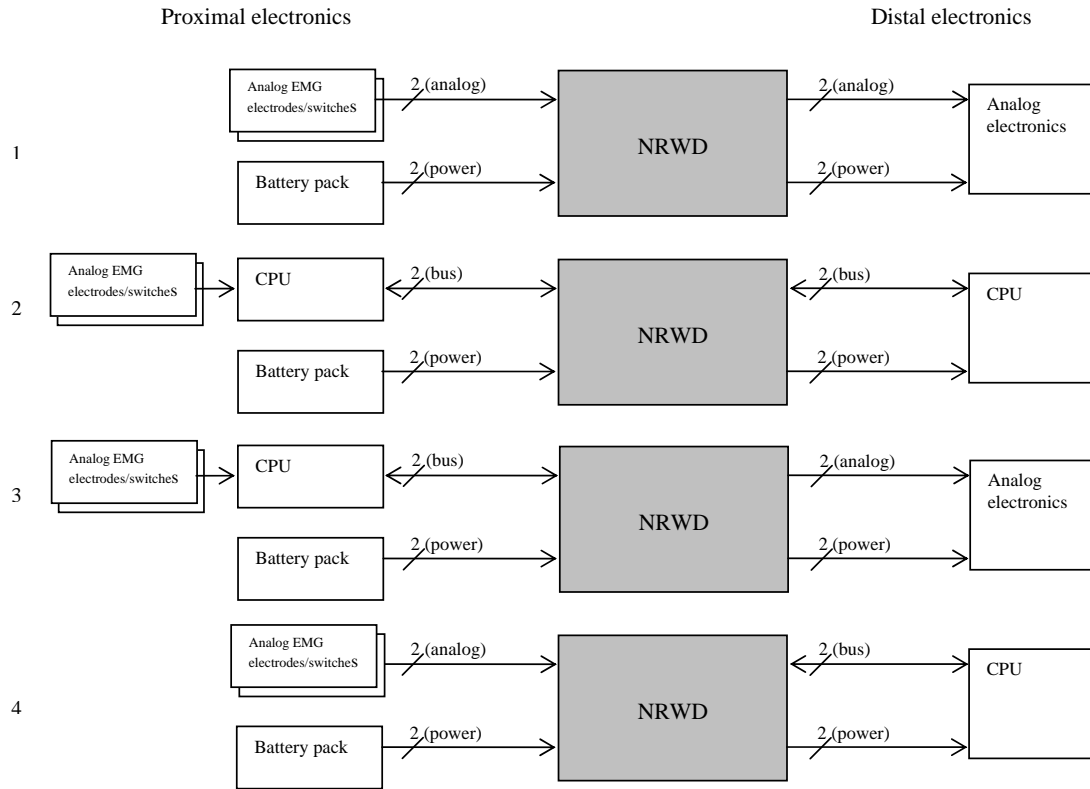 Proximal electronics
Distal electronics
1
Analog EMG
electrodes/switches
2 (analog)
Battery pack
2 (power)
NRWD
2 (analog)
2 (power)
Analog
electronics
2
Analog EMG
electrodes/switches
CPU
2 (bus)
Battery pack
2 (power)
NRWD
2 (bus)
2 (power)
CPU
3
Analog EMG
electrodes/switches
CPU
2 (bus)
Battery pack
2 (power)
NRWD
2 (analog)
2 (power)
Analog
electronics
4
Analog EMG
electrodes/switches
2 (analog)
Battery pack
2 (power)
NRWD
2 (bus)
2 (power)
CPU